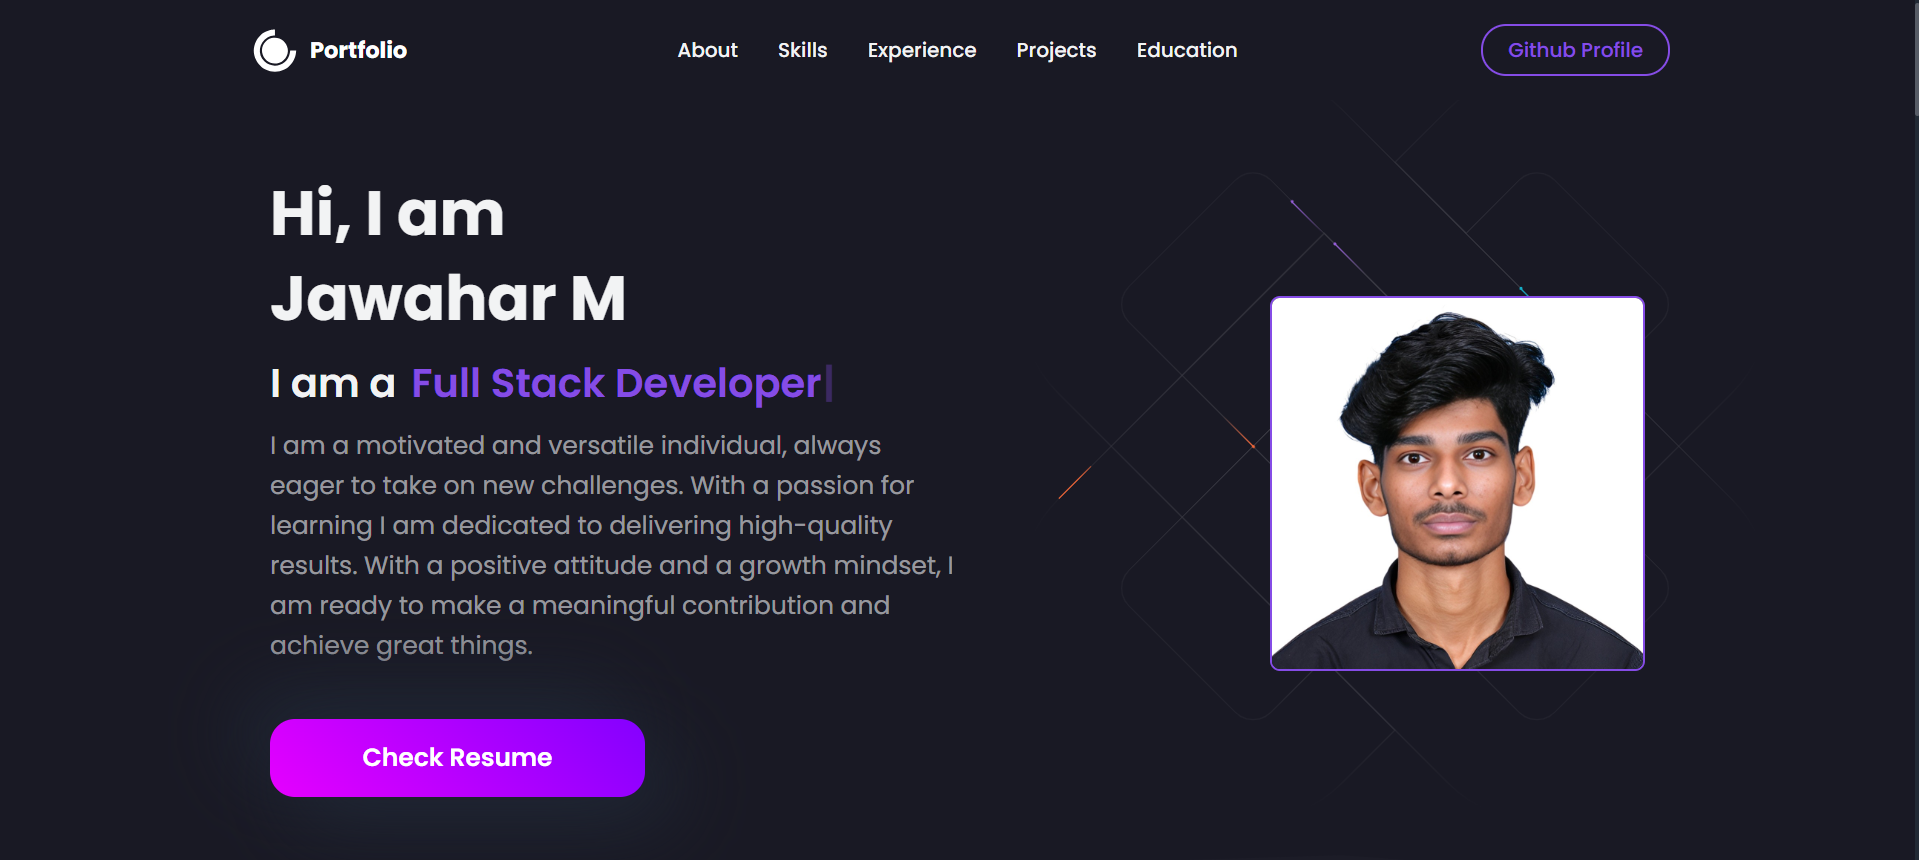 Portfolio
About Skills Experience Projects Education
Github Profile
Hi, I am
Jawahar M
I am a Full Stack Developer|
I am a motivated and versatile individual, always
eager to take on new challenges. With a passion for
learning I am dedicated to delivering high-quality
results. With a positive attitude and a growth mindset, I
am ready to make a meaningful contribution and
achieve great things.
Check Resume